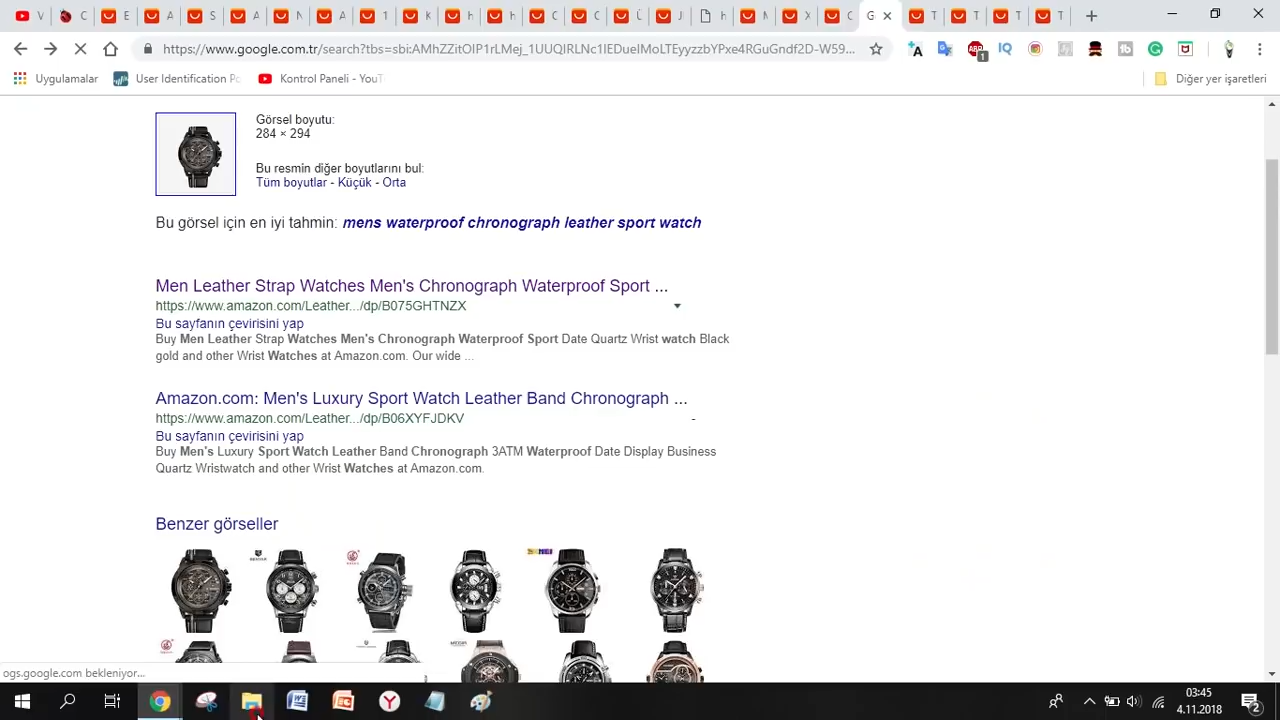 C
S
N
A
1
K
h
h
C
C
Ü
Jl
h
M
X
C
G
T
T
T
T
https://www.google.com.tr/search?tbs=sbi:AMhZZitOIP1rLMej_1UUQIRLNc1lEDuelMoLTEyyzzbYPxe4RGuGndf2D-W59...
1
Uygulamalar
User Identification Po
Kontrol Paneli - YouT
Diğer yer işaretleri
Görsel boyutu:
284 × 294
Bu resmin diğer boyutlarını bul:
Tüm boyutlar - Küçük - Orta
Bu görsel için en iyi tahmin: mens waterproof chronograph leather sport watch
Men Leather Strap Watches Men's Chronograph Waterproof Sport ...
https://www.amazon.com/Leather.../dp/B075GHTNZX
Bu sayfanın çevirisini yap
Buy Men Leather Strap Watches Men's Chronograph Waterproof Sport Date Quartz Wrist watch Black
gold and other Wrist Watches at Amazon.com. Our wide ...
Amazon.com: Men's Luxury Sport Watch Leather Band Chronograph ...
https://www.amazon.com/Leather.../dp/B06XYFJDKV
Bu sayfanın çevirisini yap
Buy Men's Luxury Sport Watch Leather Band Chronograph 3ATM Waterproof Date Display Business
Quartz Wristwatch and other Wrist Watches at Amazon.com.
Benzer görseller
ogs.google.com bekleniyor...
03:45
4.11.2018
2